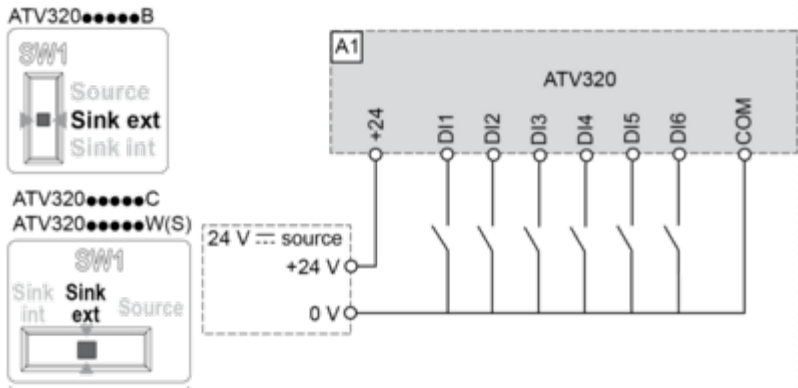 ATV320●●●●●B
SW1
Source
Sink ext
Sink int
ATV320●●●●●C
ATV320●●●●●W(S)
SW1
Sink int
Sink ext
Source
A1
ATV320
+24
DI1
DI2
DI3
DI4
DI5
DI6
COM
24 V ⎓ source
+24 V
0 V